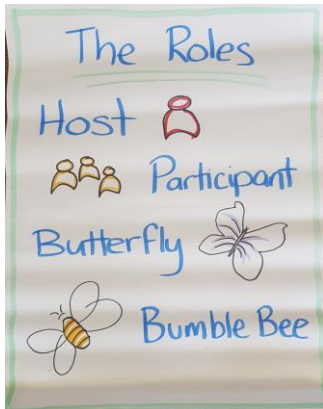 The Roles
Host
Participant
Butterfly
Bumble Bee